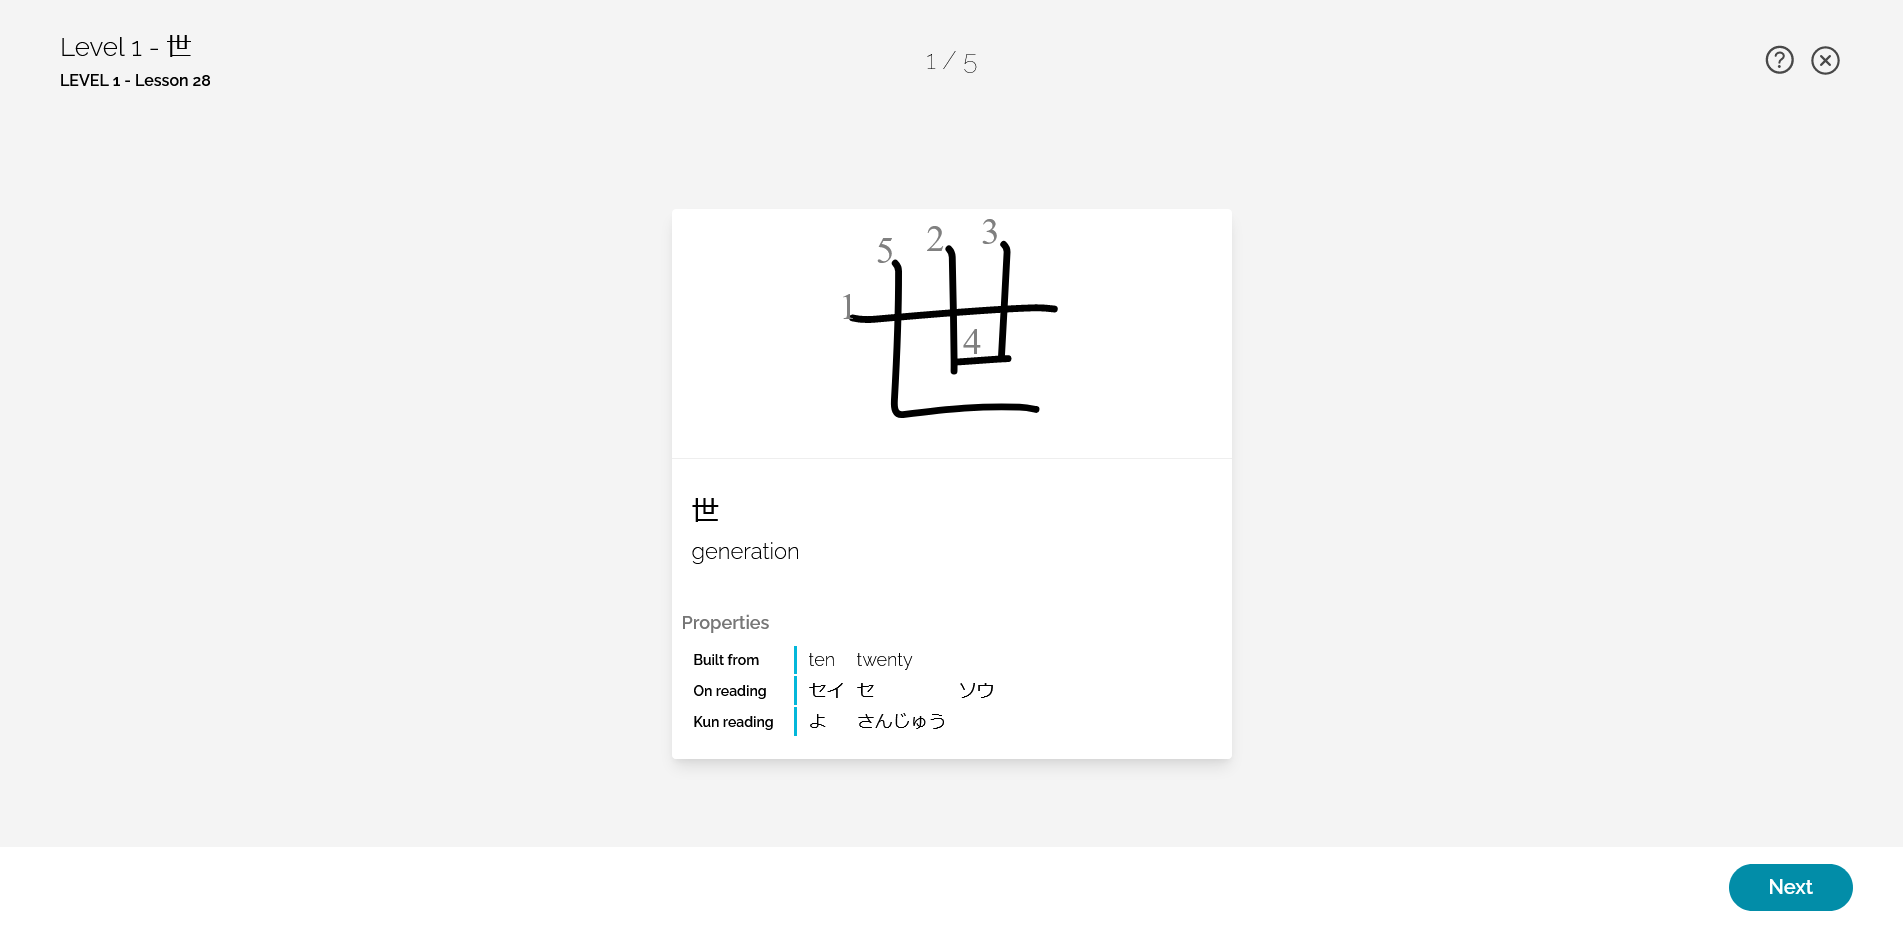 Level 1 - 世
LEVEL 1 - Lesson 28
1 / 5
5 2 3
1
4
世
generation
Properties
Built from ten twenty
On reading セイ セ ソウ
Kun reading よ さんじゅう
Next